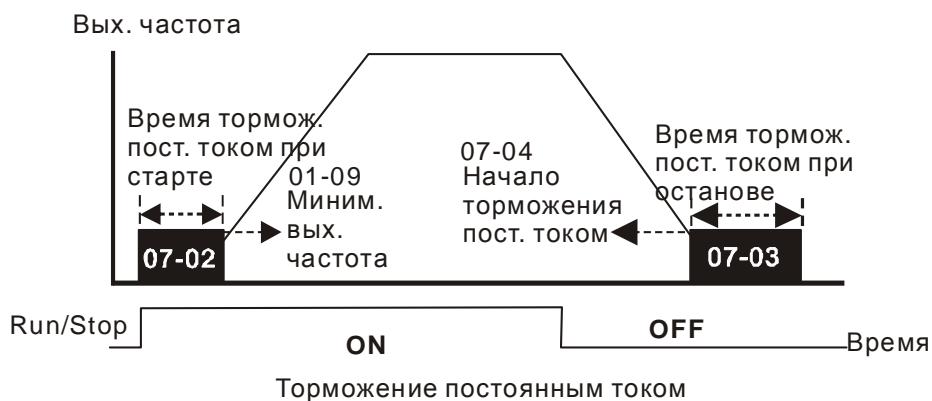 Вых. частота
Время тормож.
пост. током при
старте
01-09
Миним.
вых.
частота
07-04
Начало
торможения
пост. током
Время тормож.
пост. током при
останове
07-02
07-03
Run/Stop
ON
OFF
Время
Торможение постоянным током